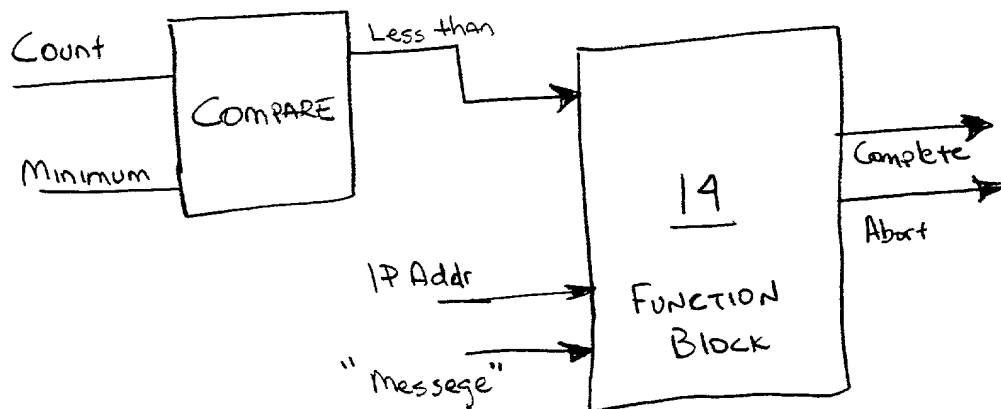 Count
Less than
COMPARE
Minimum
Complete
14
Abort
IP Addr
FUNCTION
BLOCK
"Messege"